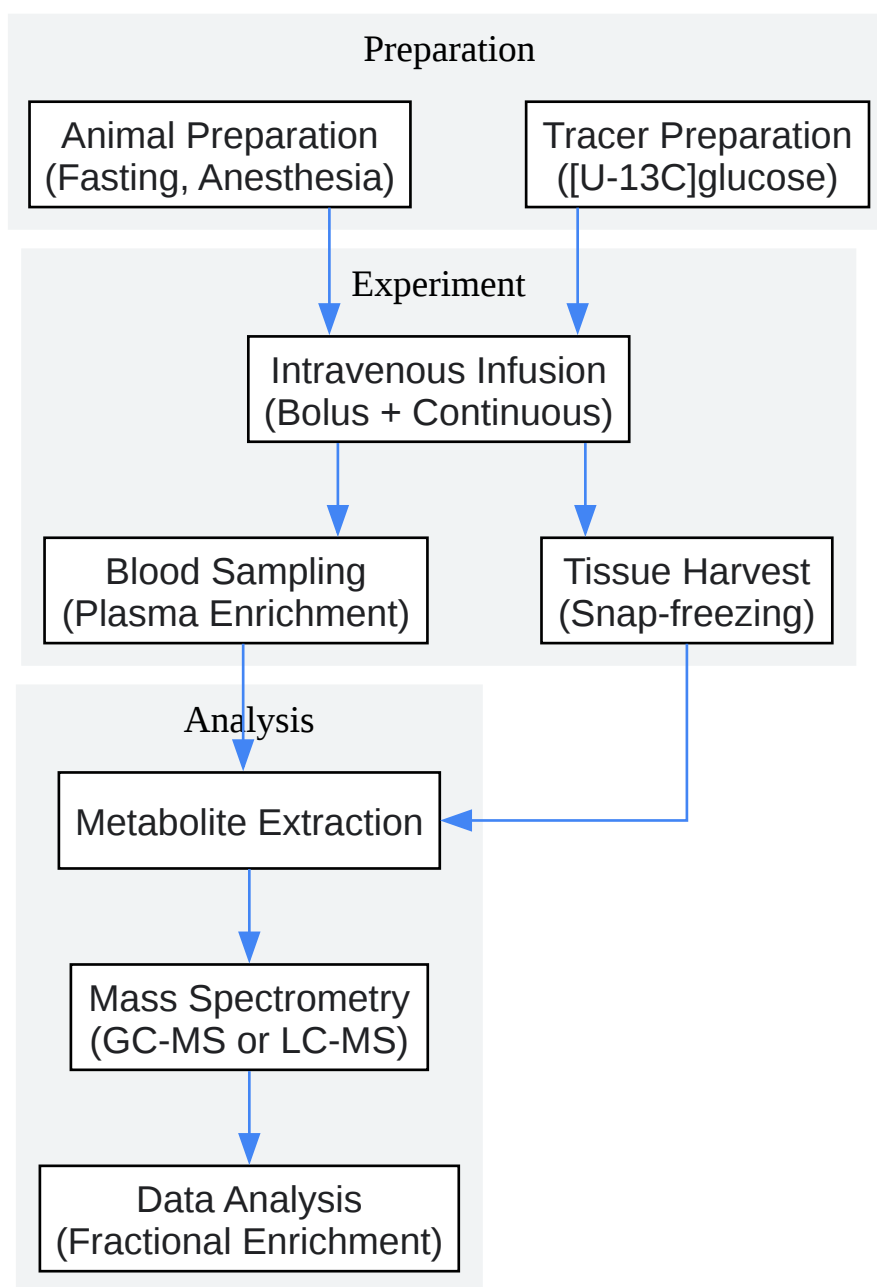 Preparation
Animal Preparation
(Fasting, Anesthesia)
Tracer Preparation
([U-13C]glucose)
Experiment
Intravenous Infusion
(Bolus + Continuous)
Blood Sampling
(Plasma Enrichment)
Tissue Harvest
(Snap-freezing)
Analysis
Metabolite Extraction
Mass Spectrometry
(GC-MS or LC-MS)
Data Analysis
(Fractional Enrichment)